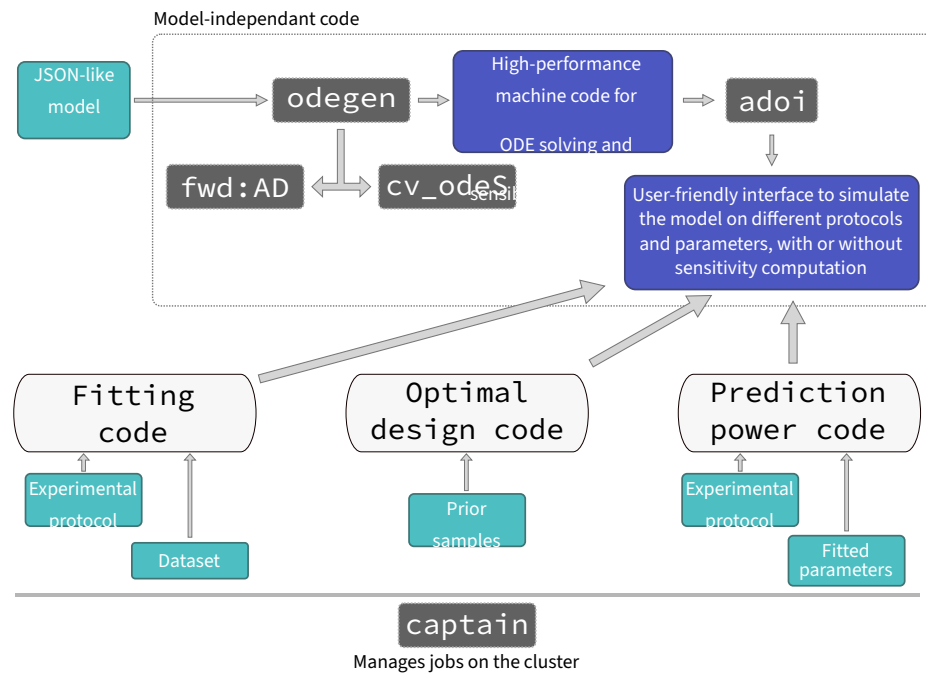 Model-independant code
JSON-like
model
odegen
High-performance
machine code for
ODE solving and
adoi
fwd:AD
cv_odeS
sensib
User-friendly interface to simulate
the model on different protocols
and parameters, with or without
sensitivity computation
Fitting
code
Optimal
design code
Prediction
power code
Experimental
protocol
Dataset
Prior
samples
Experimental
protocol
Fitted
parameters
captain
Manages jobs on the cluster